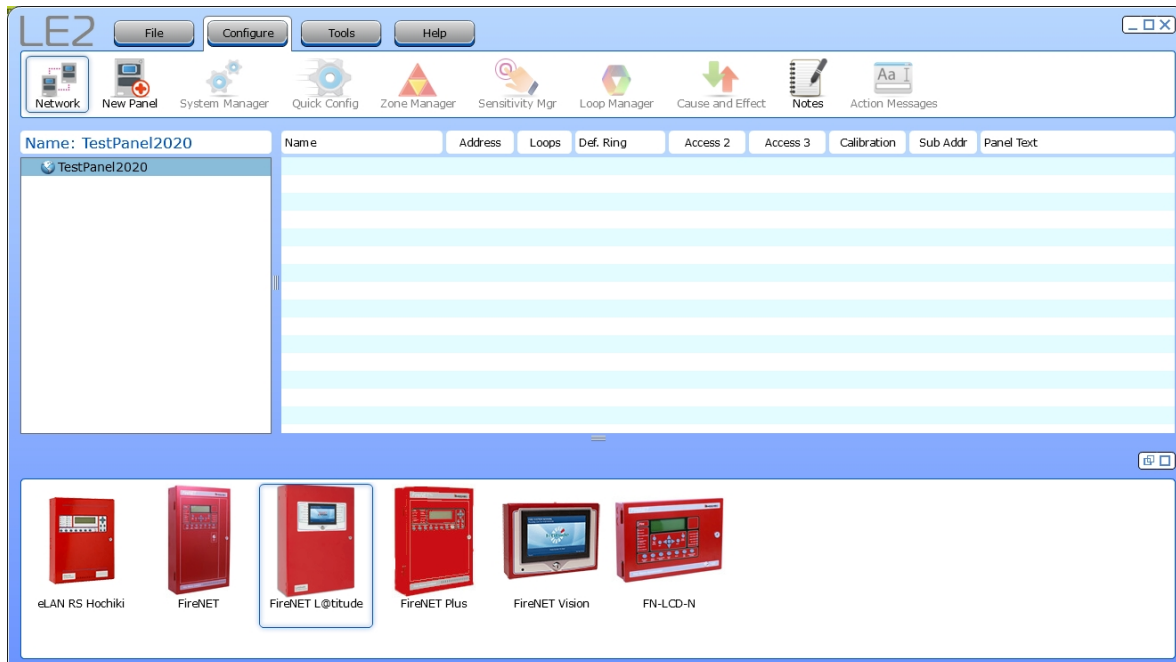 LE2 File Configure Tools Help
Network New Panel System Manager Quick Config Zone Manager Sensitivity Mgr Loop Manager Cause and Effect Notes Action Messages
Name: TestPanel2020
Name Address Loops Def. Ring Access 2 Access 3 Calibration Sub Addr Panel Text
TestPanel2020
eLAN RS Hochiki FireNET FireNET L@titude FireNET Plus FireNET Vision FN-LCD-N